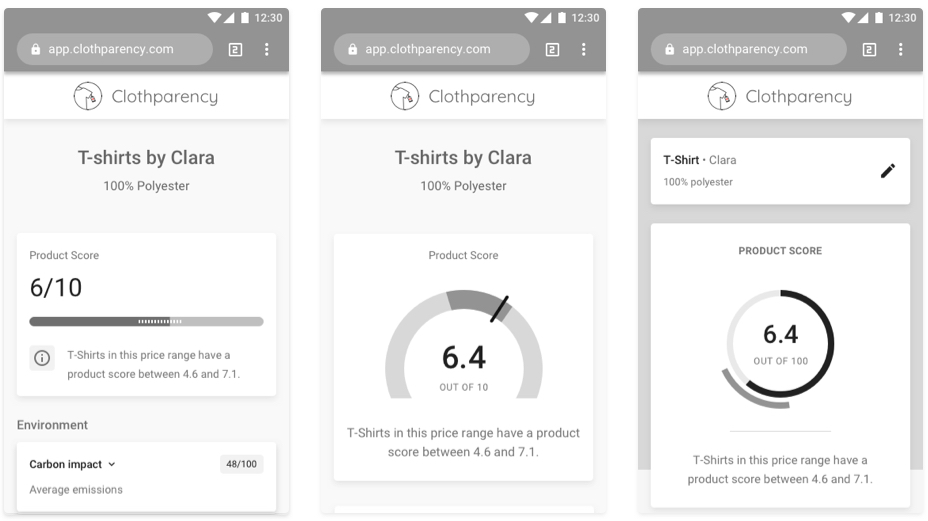 12:30
app.clothparency.com
2
Clothparency
T-shirts by Clara
100% Polyester
Product Score
6/10
T-Shirts in this price range have a
product score between 4.6 and 7.1.
Environment
Carbon impact
48/100
Average emissions
12:30
app.clothparency.com
2
Clothparency
T-shirts by Clara
100% Polyester
Product Score
6.4
OUT OF 10
T-Shirts in this price range have a product
score between 4.6 and 7.1.
12:30
app.clothparency.com
2
Clothparency
T-Shirt • Clara
100% polyester
PRODUCT SCORE
6.4
OUT OF 100
T-Shirts in this price range have a
product score between 4.6 and 7.1.